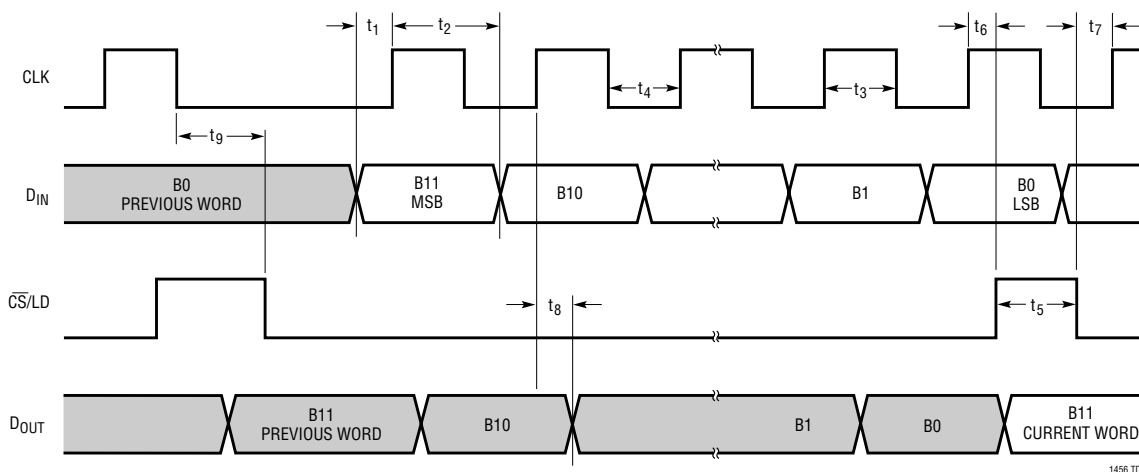 t1 t2 t6 t7
CLK
t4 t3
t9
DIN
B0
PREVIOUS WORD
B11
MSB
B10
B1
B0
LSB
CS/LD
t8
t5
DOUT
B11
PREVIOUS WORD
B10
B1
B0
B11
CURRENT WORD